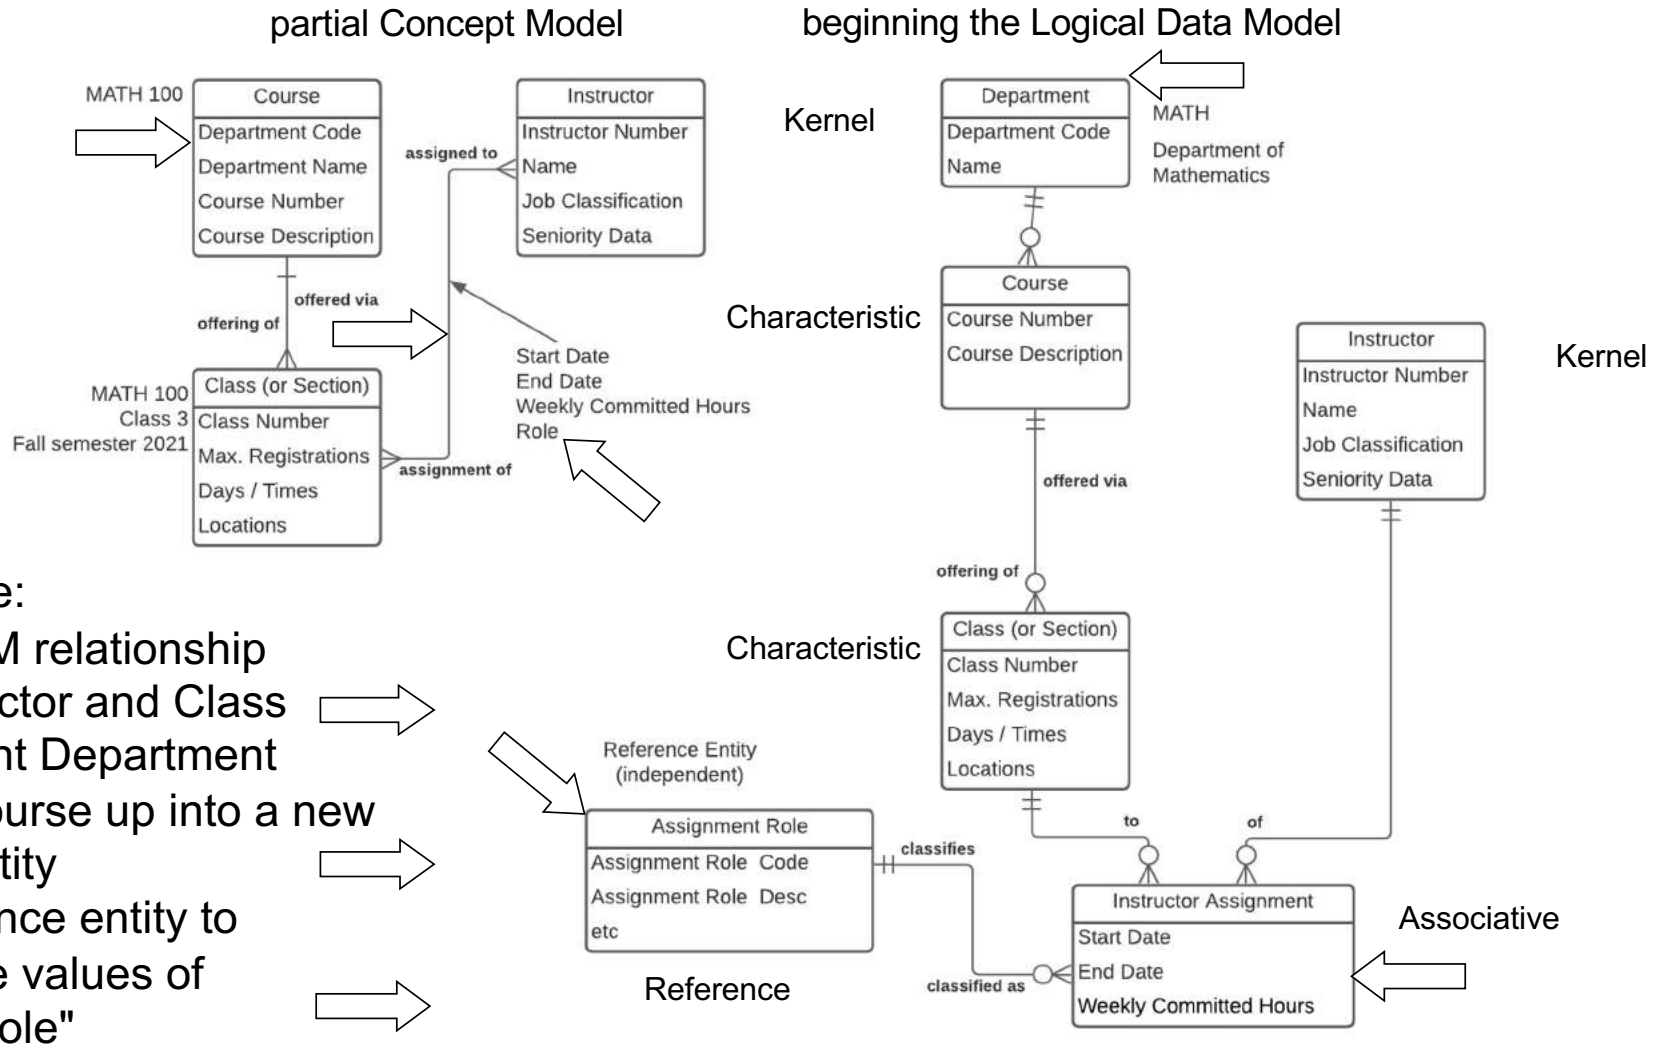 partial Concept Model
beginning the Logical Data Model
MATH 100
Course
Department Code
Department Name
Course Number
Course Description
Instructor
Instructor Number
Name
Job Classification
Seniority Data
assigned to
offered via
offering of
Start Date
End Date
Weekly Committed Hours
Role
MATH 100
Class 3
Fall semester 2021
Class (or Section)
Class Number
Max. Registrations
Days / Times
Locations
assignment of
Kernel
Department
Department Code
Name
MATH
Department of
Mathematics
Characteristic
Course
Course Number
Course Description
Instructor
Instructor Number
Name
Job Classification
Seniority Data
Kernel
offered via
offering of
Characteristic
Class (or Section)
Class Number
Max. Registrations
Days / Times
Locations
to
of
e:
M relationship
ctor and Class
nt Department
ourse up into a new
tity
nce entity to
e values of
ole"
Reference Entity
(independent)
Assignment Role
Assignment Role Code
Assignment Role Desc
etc
Reference
classifies
classified as
Instructor Assignment
Start Date
End Date
Weekly Committed Hours
Associative